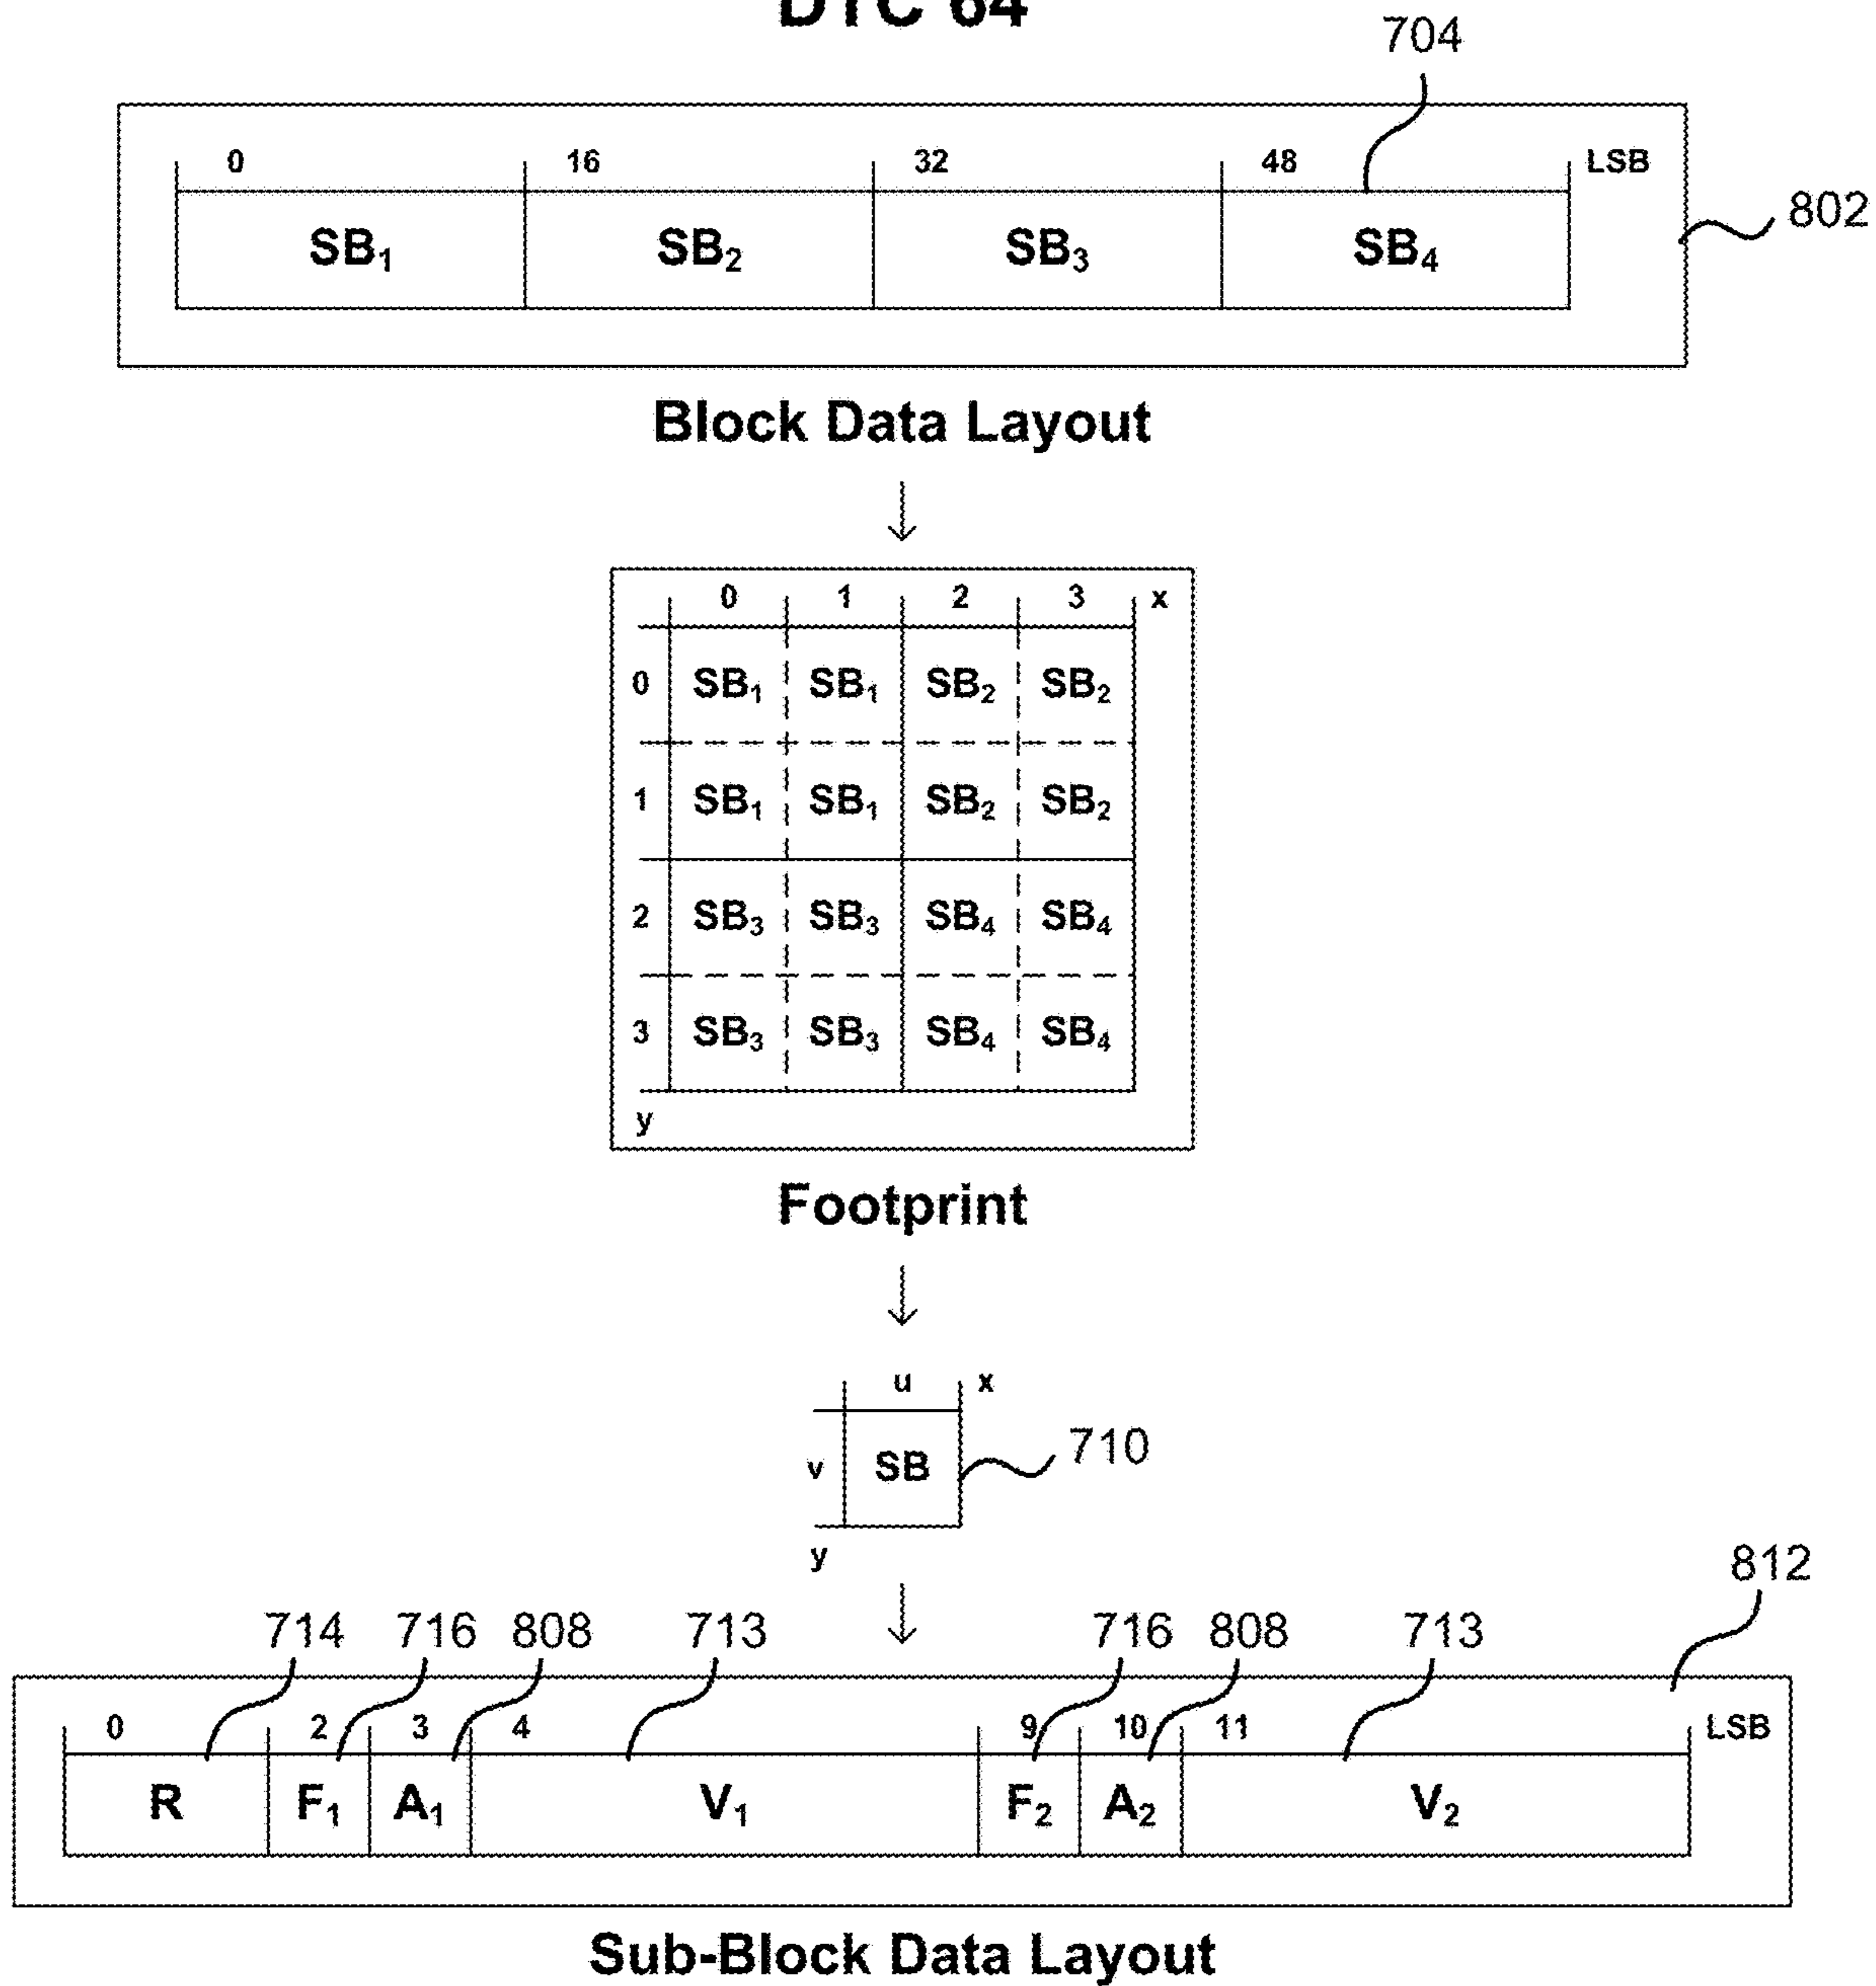 DTC 64
704
0 16 32 48 LSB
802
SB₁ SB₂ SB₃ SB₄
Block Data Layout
0 1 2 3 x
0 SB₁ SB₁ SB₂ SB₂
1 SB₁ SB₁ SB₂ SB₂
2 SB₃ SB₃ SB₄ SB₄
3 SB₃ SB₃ SB₄ SB₄
y
Footprint
u x
v SB 710
y
812
714 716 808 713 716 808 713
0 2 3 4 9 10 11 LSB
R F₁ A₁ V₁ F₂ A₂ V₂
Sub-Block Data Layout